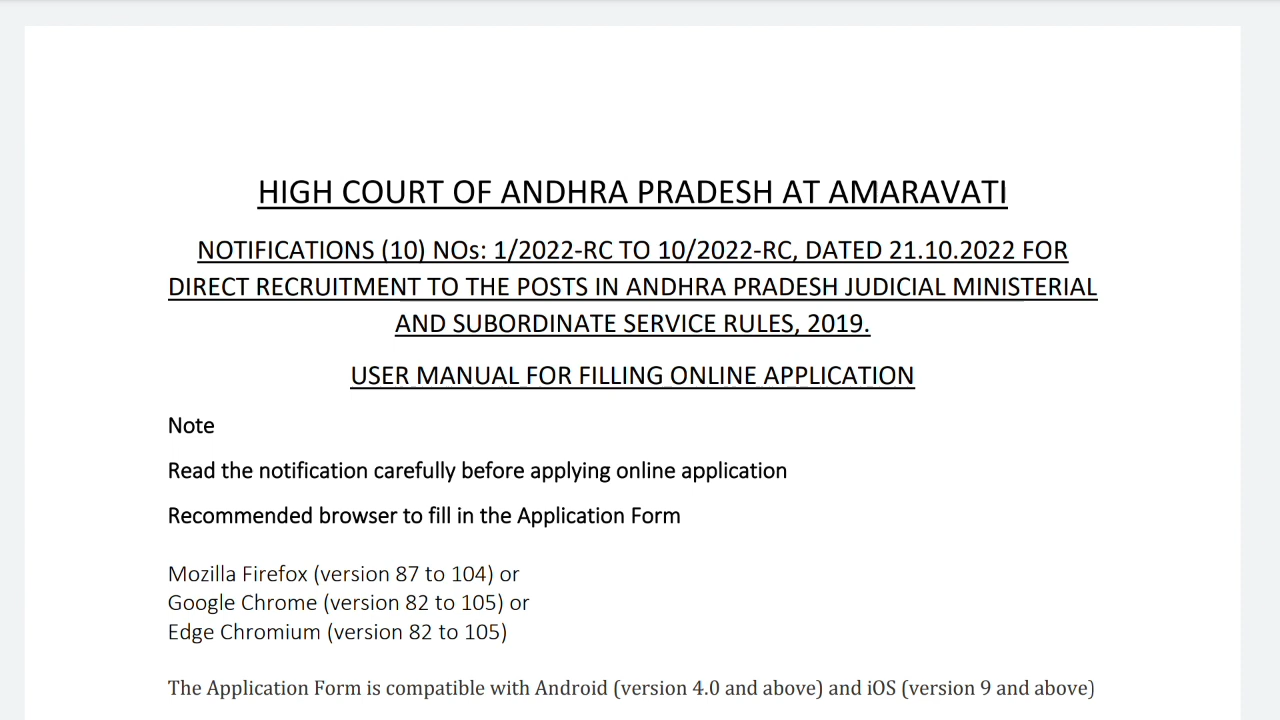 HIGH COURT OF ANDHRA PRADESH AT AMARAVATI
NOTIFICATIONS (10) NOs: 1/2022-RC TO 10/2022-RC, DATED 21.10.2022 FOR
DIRECT RECRUITMENT TO THE POSTS IN ANDHRA PRADESH JUDICIAL MINISTERIAL
AND SUBORDINATE SERVICE RULES, 2019.
USER MANUAL FOR FILLING ONLINE APPLICATION
Note
Read the notification carefully before applying online application
Recommended browser to fill in the Application Form
Mozilla Firefox (version 87 to 104) or
Google Chrome (version 82 to 105) or
Edge Chromium (version 82 to 105)
The Application Form is compatible with Android (version 4.0 and above) and iOS (version 9 and above)